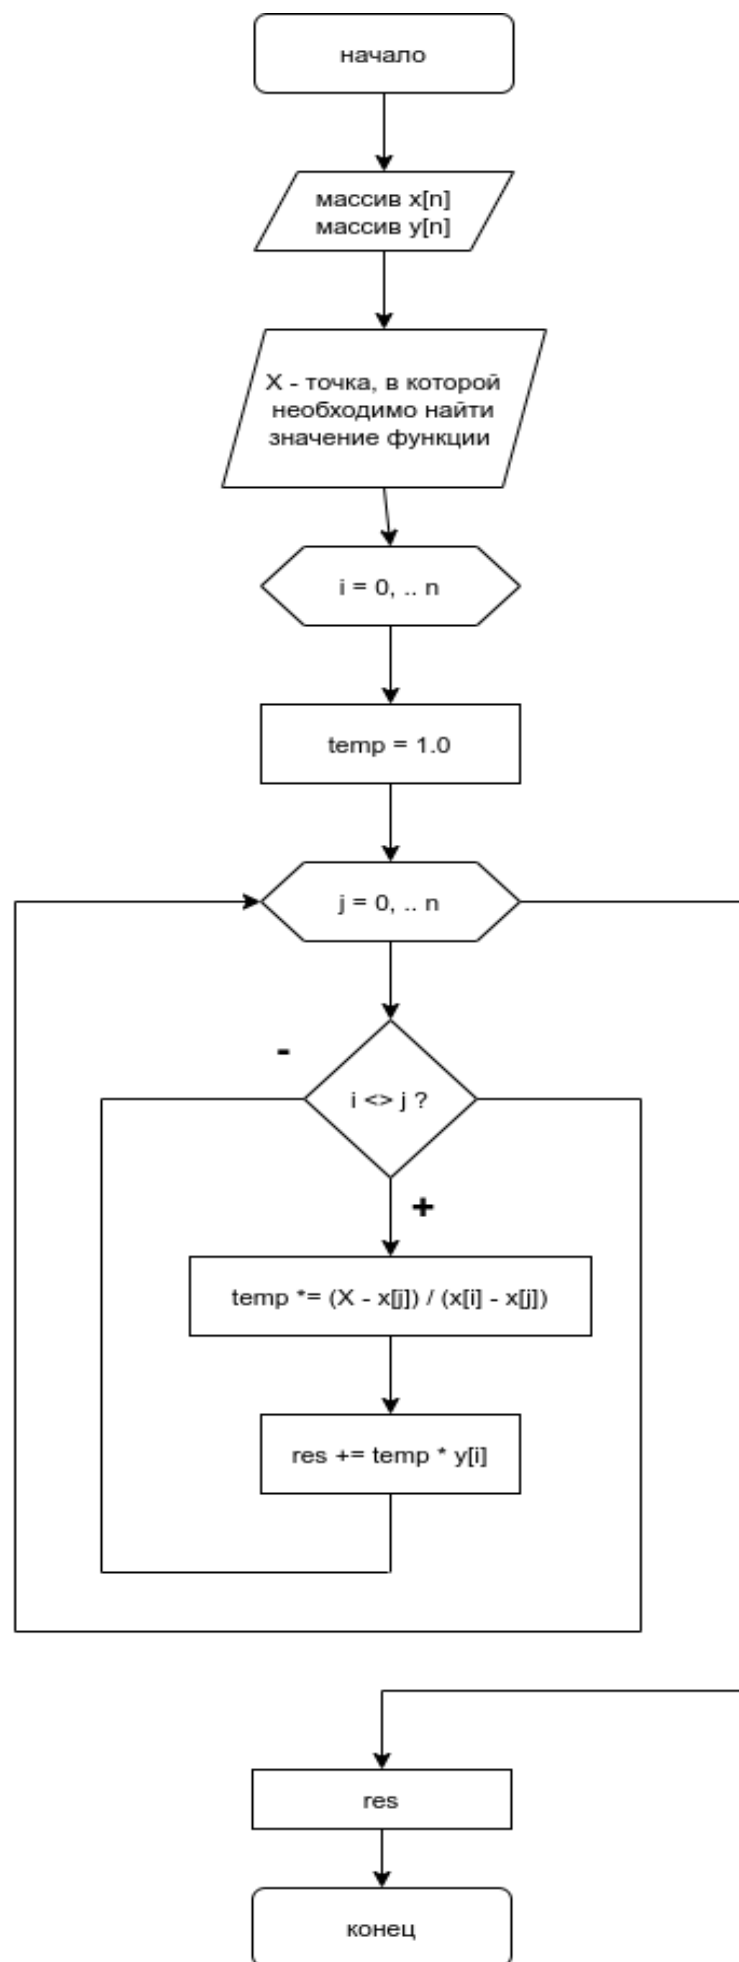 начало
массив x[n]
массив y[n]
X - точка, в которой
необходимо найти
значение функции
i = 0, .. n
temp = 1.0
j = 0, .. n
-
i <> j ?
+
temp *= (X - x[j]) / (x[i] - x[j])
res += temp * y[i]
res
конец